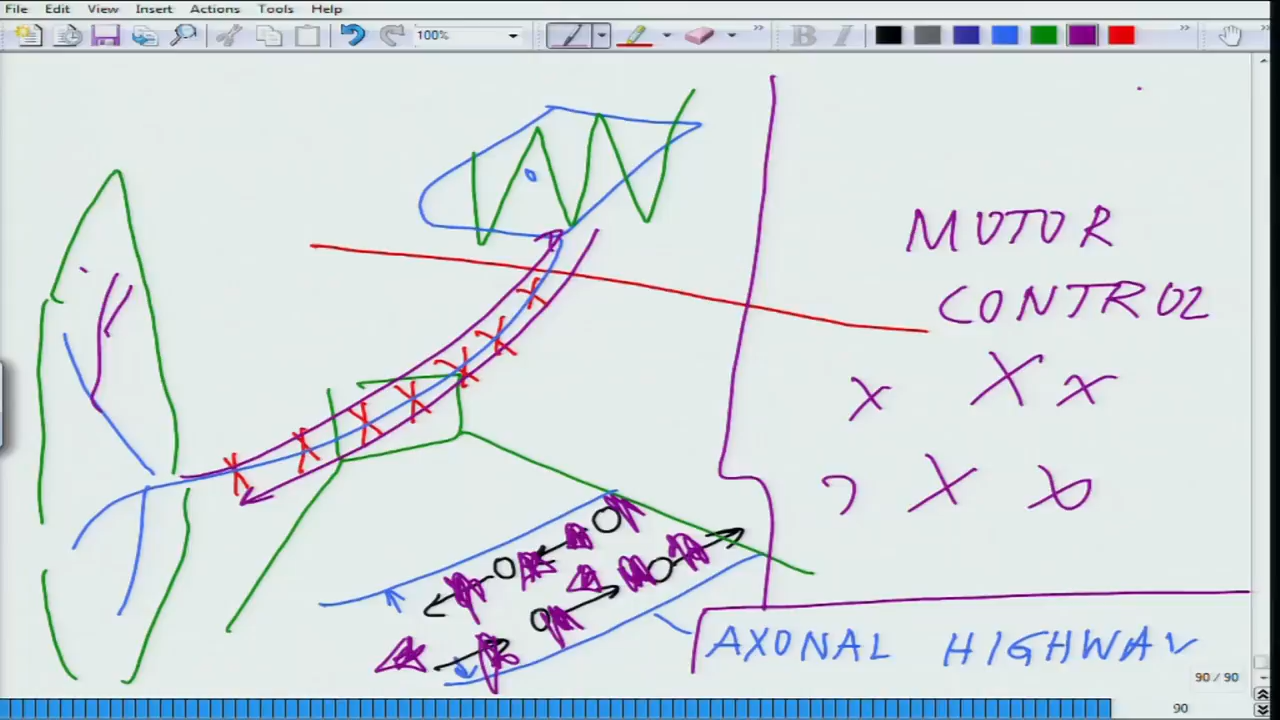 File Edit View Insert Actions Tools Help
100%
B I
MOTOR
CONTROL
X X X
X
AXONAL HIGHWAY
90 / 90
90